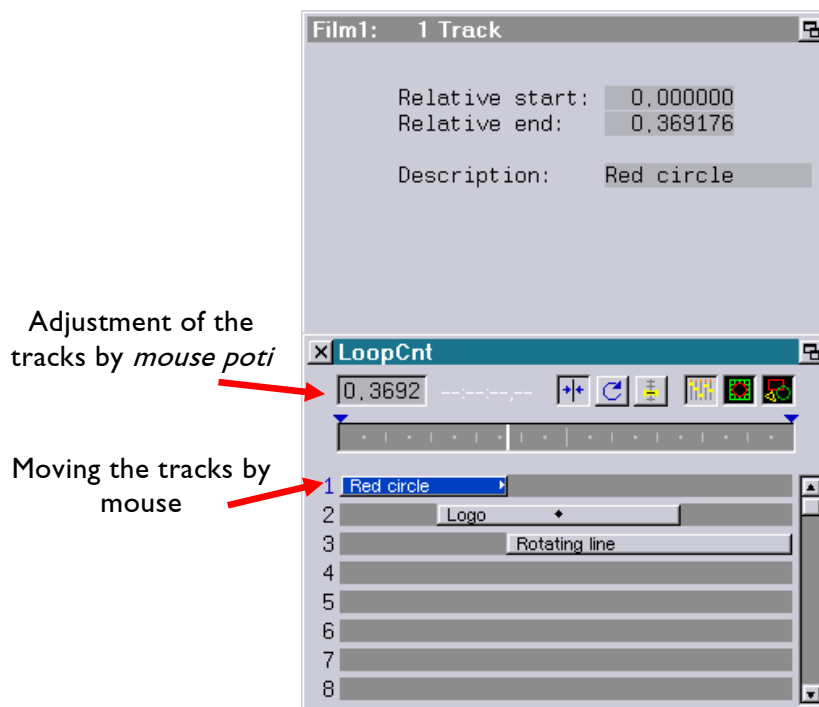 Film1: 1 Track
Relative start: 0,000000
Relative end: 0,369176
Description: Red circle
Adjustment of the
tracks by mouse poti
LoopCnt
0,3692 --:--:--,--
Moving the tracks by
mouse
1 Red circle
2 Logo
3 Rotating line
4
5
6
7
8